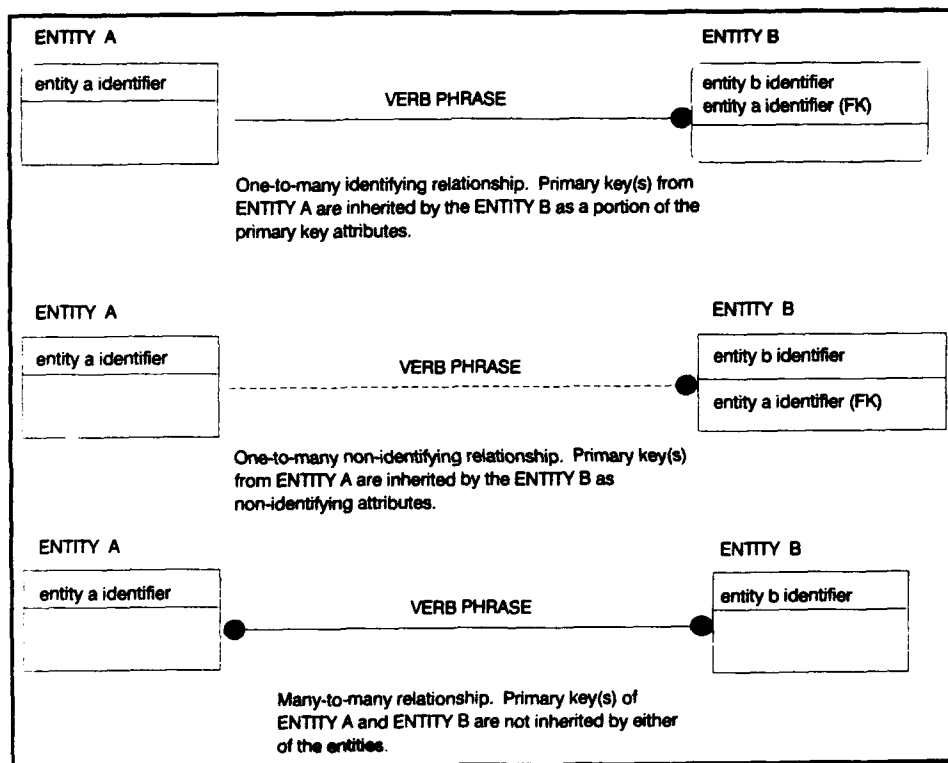 ENTITY A
ENTITY B
entity a identifier
entity b identifier
entity a identifier (FK)
VERB PHRASE
One-to-many identifying relationship. Primary key(s) from
ENTITY A are inherited by the ENTITY B as a portion of the
primary key attributes.
ENTITY A
ENTITY B
entity a identifier
VERB PHRASE
entity b identifier
entity a identifier (FK)
One-to-many non-identifying relationship. Primary key(s)
from ENTITY A are inherited by the ENTITY B as
non-identifying attributes.
ENTITY A
ENTITY B
entity a identifier
entity b identifier
VERB PHRASE
Many-to-many relationship. Primary key(s) of
ENTITY A and ENTITY B are not inherited by either
of the entities.